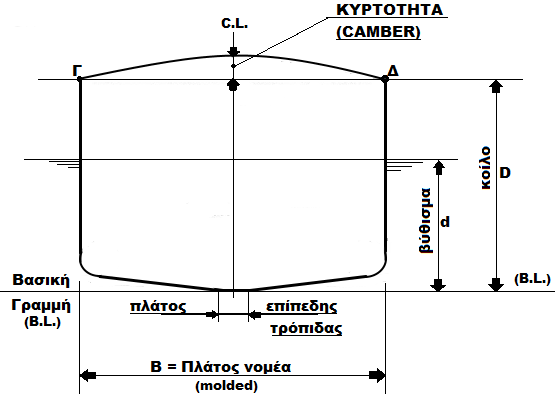 ΚΥΡΤΟΤΗΤΑ
(CAMBER)
C.L.
Γ
Δ
κοίλο
D
βύθισμα
d
Βασική
Γραμμή
(B.L.)
(B.L.)
πλάτος
επίπεδης
τρόπιδας
B = Πλάτος νομέα
(molded)